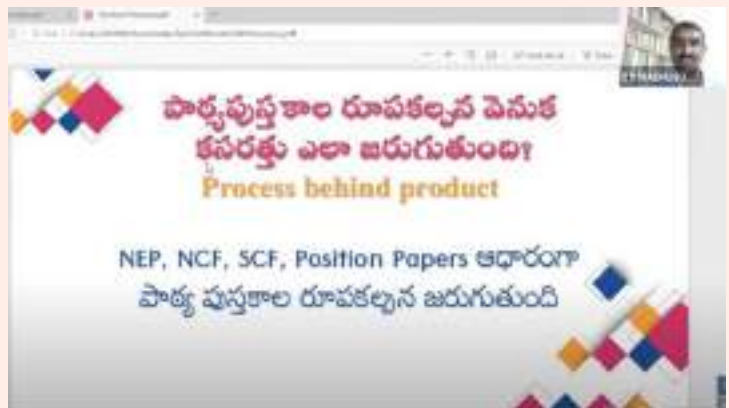 పాఠ్యపుస్తకాల రూపకల్పన వెనుక
కసరత్తు ఎలా జరుగుతుంది?
Process behind product
NEP, NCF, SCF, Position Papers ఆధారంగా
పాఠ్య పుస్తకాల రూపకల్పన జరుగుతుంది